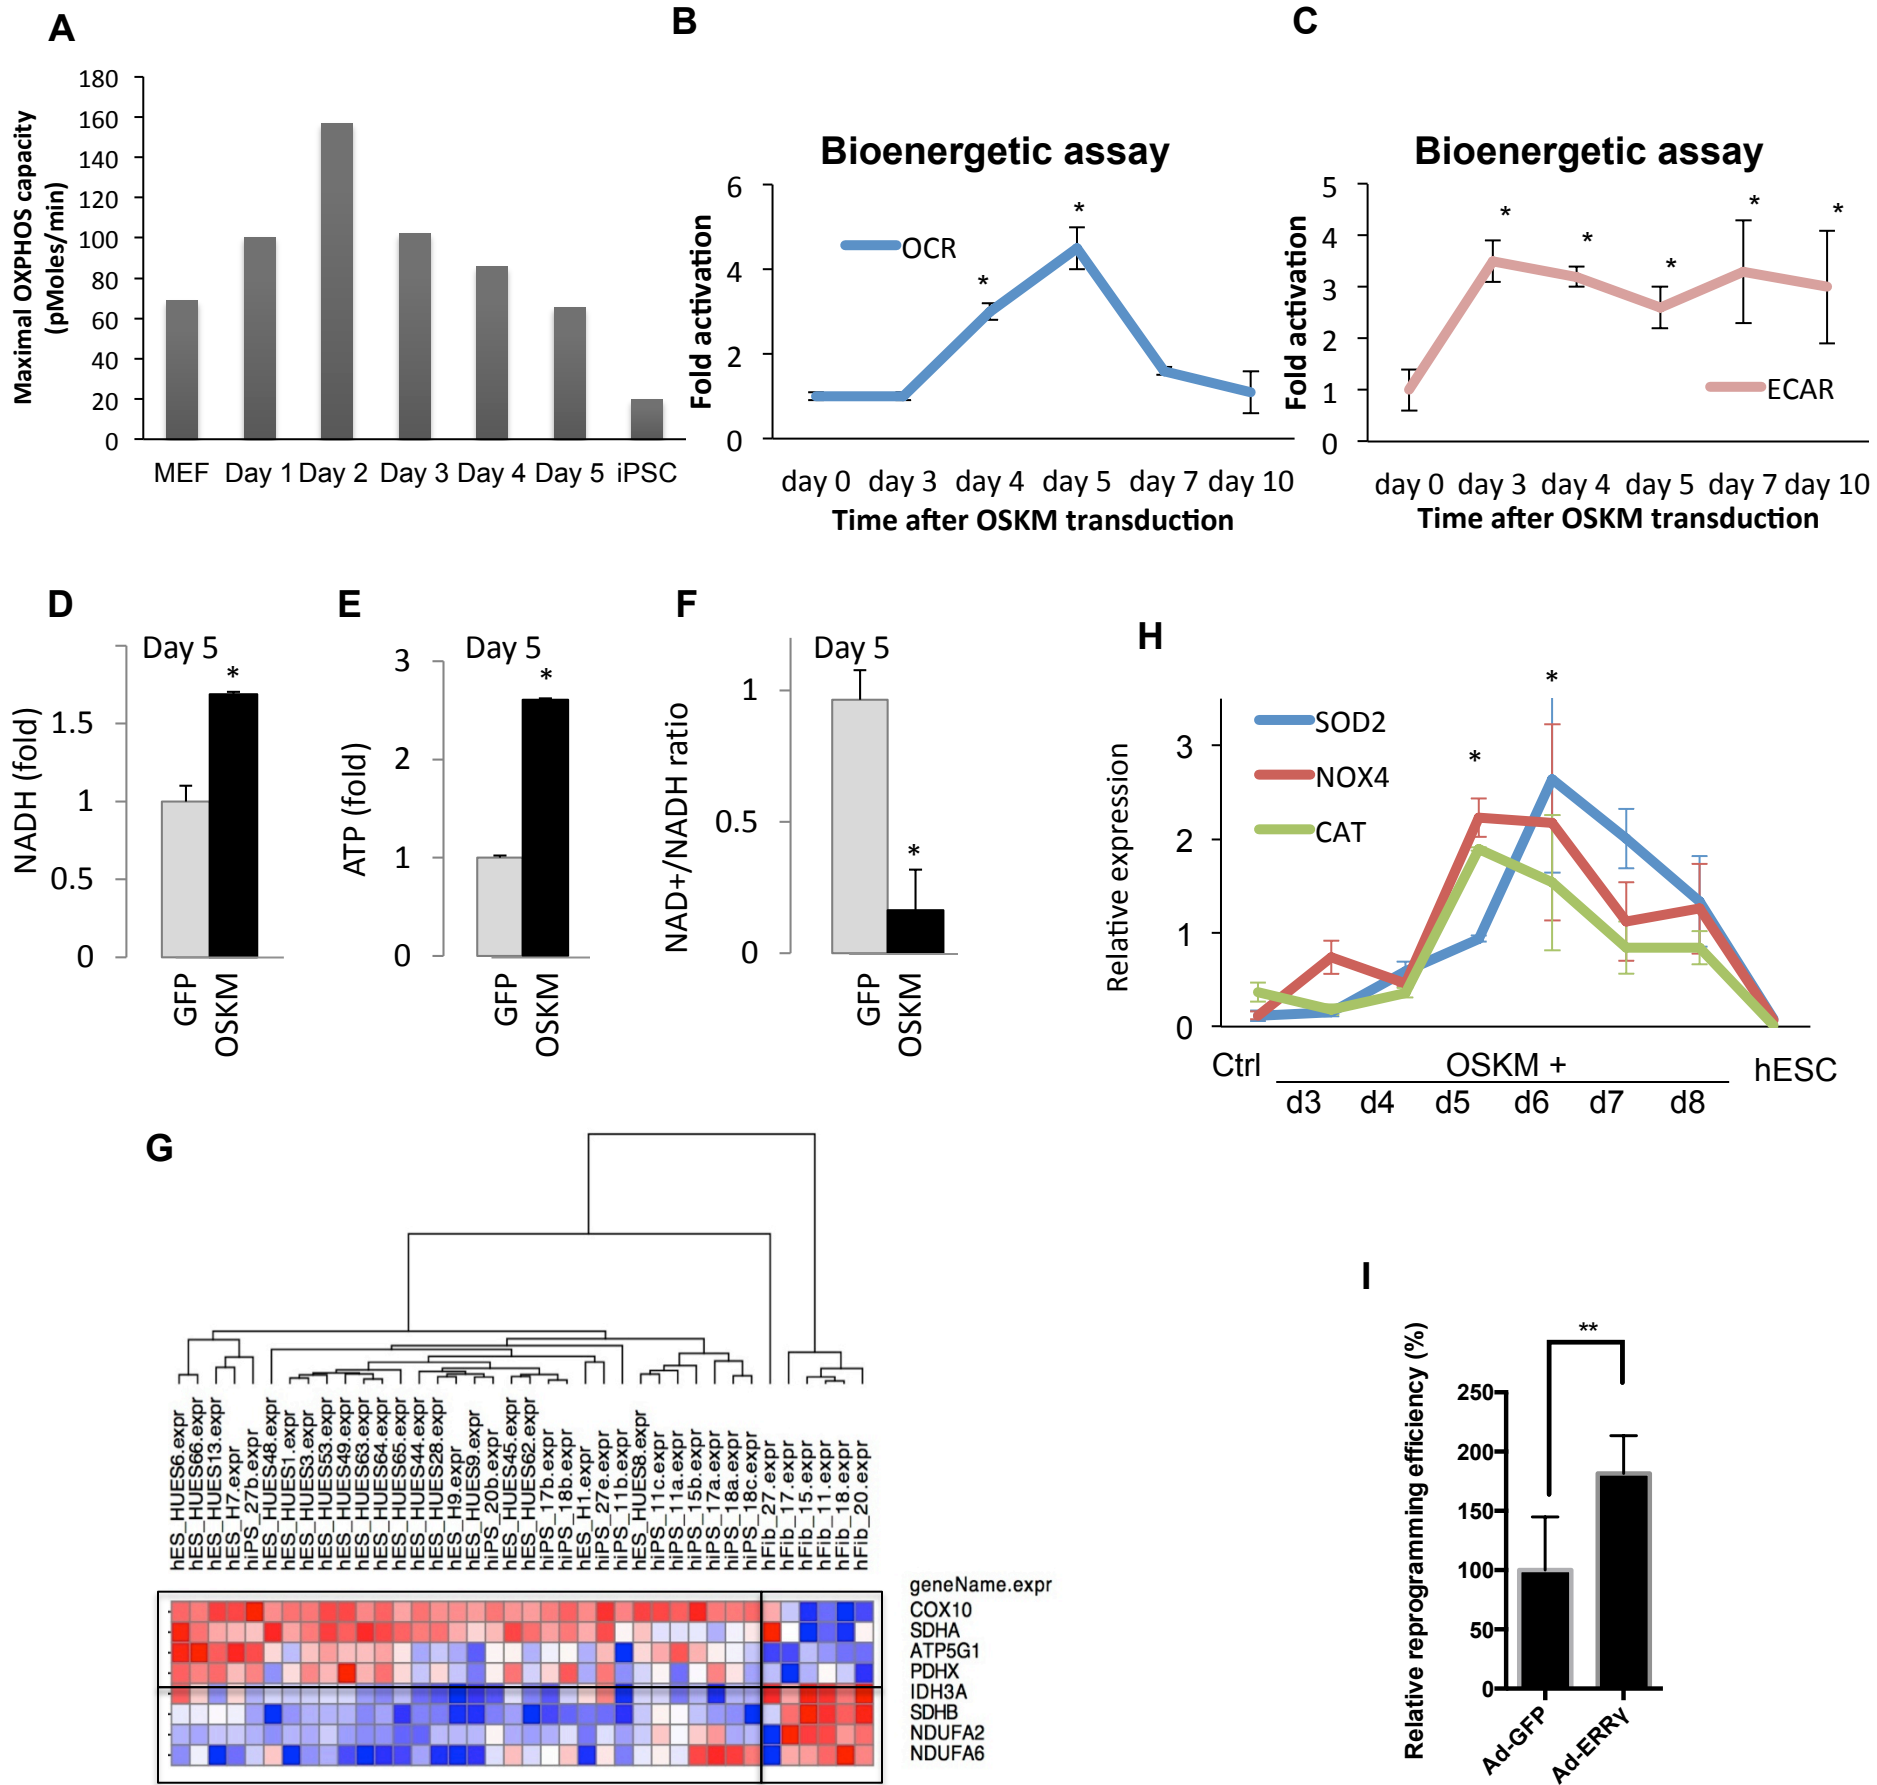 A
180
160
140
120
100
80
60
40
20
0
Maximal OXPHOS capacity
(pMoles/min)
MEF Day 1 Day 2 Day 3 Day 4 Day 5 iPSC
B
Bioenergetic assay
6
4
2
0
Fold activation
OCR
*
*
day 0 day 3 day 4 day 5 day 7 day 10
Time after OSKM transduction
C
Bioenergetic assay
5
4
3
2
1
0
Fold activation
ECAR
*
*
*
*
*
day 0 day 3 day 4 day 5 day 7 day 10
Time after OSKM transduction
D
Day 5
*
NADH (fold)
1.5
1
0.5
0
GFP
OSKM
E
Day 5
*
ATP (fold)
3
2
1
0
GFP
OSKM
F
Day 5
*
NAD+/NADH ratio
1
0.5
0
GFP
OSKM
H
SOD2
NOX4
CAT
*
*
Relative expression
3
2
1
0
Ctrl OSKM + hESC
d3 d4 d5 d6 d7 d8
G
hES_HUES6.expr
hES_HUES66.expr
hES_HUES13.expr
hES_H7.expr
hiPS_27b.expr
hES_HUES48.expr
hES_HUES1.expr
hES_HUES3.expr
hES_HUES53.expr
hES_HUES49.expr
hES_HUES63.expr
hES_HUES64.expr
hES_HUES65.expr
hES_HUES44.expr
hES_HUES28.expr
hES_H9.expr
hES_HUES9.expr
hiPS_20b.expr
hES_HUES45.expr
hES_HUES62.expr
hiPS_17b.expr
hiPS_18b.expr
hES_H1.expr
hiPS_27e.expr
hiPS_11b.expr
hES_HUES8.expr
hiPS_11c.expr
hiPS_11a.expr
hiPS_15b.expr
hiPS_17a.expr
hiPS_18a.expr
hiPS_18c.expr
hFib_27.expr
hFib_17.expr
hFib_15.expr
hFib_11.expr
hFib_18.expr
hFib_20.expr
geneName.expr
COX10
SDHA
ATP5G1
PDHX
IDH3A
SDHB
NDUFA2
NDUFA6
I
**
Relative reprogramming efficiency (%)
250
200
150
100
50
0
Ad-GFP
Ad-ERRγ